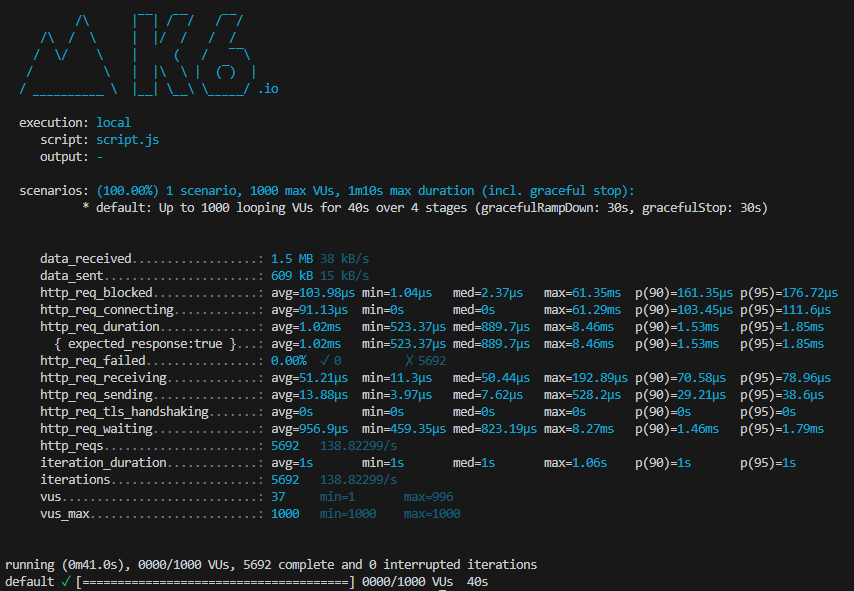 .io
execution: local
script: script.js
output: -
scenarios: (100.00%) 1 scenario, 1000 max VUs, 1m10s max duration (incl. graceful stop):
* default: Up to 1000 looping VUs for 40s over 4 stages (gracefulRampDown: 30s, gracefulStop: 30s)
data_received..................: 1.5 MB 38 kB/s
data_sent......................: 609 kB 15 kB/s
http_req_blocked...............: avg=103.98µs min=1.04µs med=2.37µs max=61.35ms p(90)=161.35µs p(95)=176.72µs
http_req_connecting............: avg=91.13µs min=0s med=0s max=61.29ms p(90)=103.45µs p(95)=111.6µs
http_req_duration..............: avg=1.02ms min=523.37µs med=889.7µs max=8.46ms p(90)=1.53ms p(95)=1.85ms
{ expected_response:true }...: avg=1.02ms min=523.37µs med=889.7µs max=8.46ms p(90)=1.53ms p(95)=1.85ms
http_req_failed................: 0.00% ✓ 0 ✗ 5692
http_req_receiving.............: avg=51.21µs min=11.3µs med=50.44µs max=192.89µs p(90)=70.58µs p(95)=78.96µs
http_req_sending...............: avg=13.88µs min=3.97µs med=7.62µs max=528.2µs p(90)=29.21µs p(95)=38.6µs
http_req_tls_handshaking.......: avg=0s min=0s med=0s max=0s p(90)=0s p(95)=0s
http_req_waiting...............: avg=956.9µs min=459.35µs med=823.19µs max=8.27ms p(90)=1.46ms p(95)=1.79ms
http_reqs......................: 5692 138.82299/s
iteration_duration.............: avg=1s min=1s med=1s max=1.06s p(90)=1s p(95)=1s
iterations.....................: 5692 138.82299/s
vus............................: 37 min=1 max=996
vus_max........................: 1000 min=1000 max=1000
running (0m41.0s), 0000/1000 VUs, 5692 complete and 0 interrupted iterations
default ✓ [======================================] 0000/1000 VUs 40s